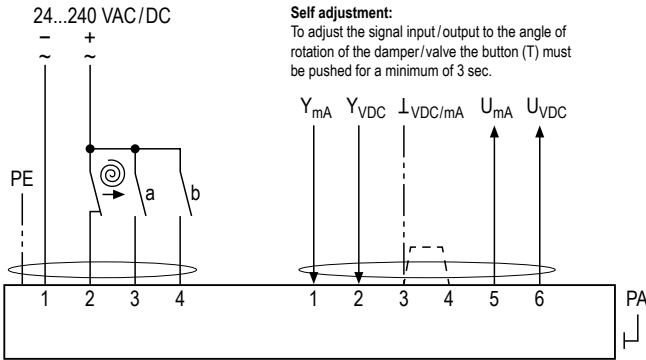 24...240 VAC/DC
− +
~ ~
Self adjustment:
To adjust the signal input/output to the angle of
rotation of the damper/valve the button (T) must
be pushed for a minimum of 3 sec.
YmA YVDC ⊥VDC/mA UmA UVDC
PE
a b
1 2 3 4
1 2 3 4 5 6
PA